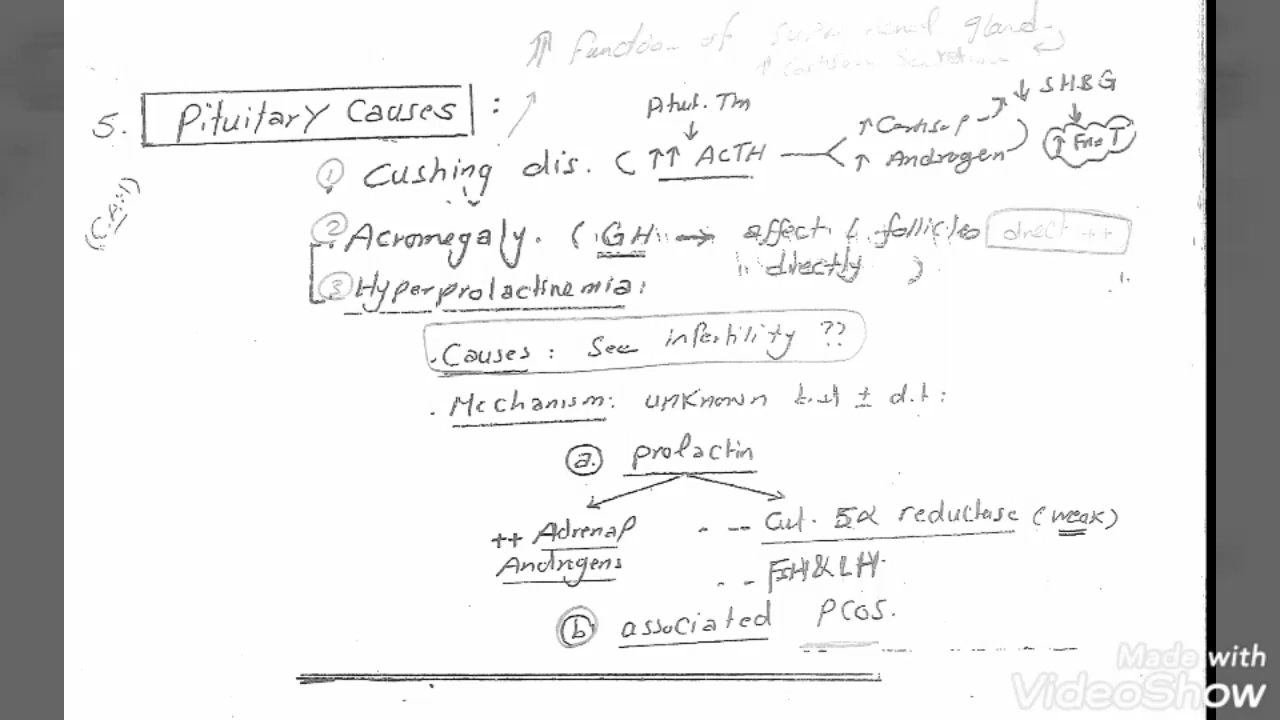 ⇈ Function of suprarenal gland
↑ Cortisol secretion
5. Pituitary Causes :
Pitut. Tm
↓ SHBG
① Cushing dis. ( ↑↑ ACTH
↑ Cortisol
↑ Androgen
↑ Free T
(CAH)
② Acromegaly. ( GH → affect follicles direct ++
indirectly )
③ Hyperprolactinemia:
. Causes : See infertility ??
. Mechanism: unknown ± d.t:
ⓐ prolactin
++ Adrenal Androgens
-- Cut. 5α reductase (weak)
-- FSH & LH.
ⓑ associated PCOS.
Made with
VideoShow